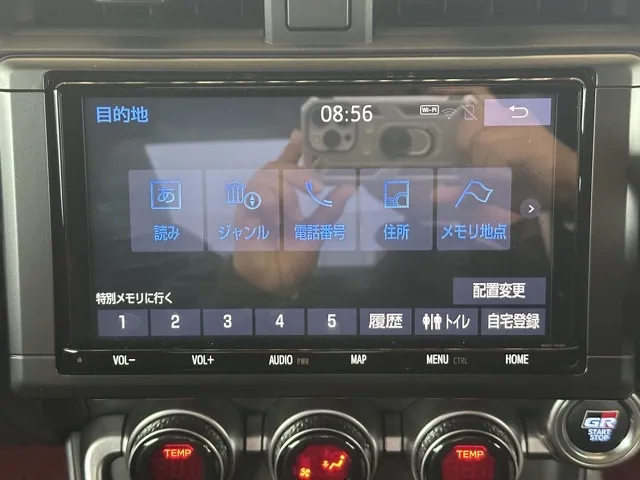 目的地
08:56
Wi-Fi
あ
読み
ジャンル
電話番号
住所
メモリ地点
配置変更
特別メモリに行く
1 2 3 4 5 履歴 トイレ 自宅登録
VOL− VOL+ AUDIO PWR MAP MENU CTRL HOME
GR
START
STOP
TEMP TEMP